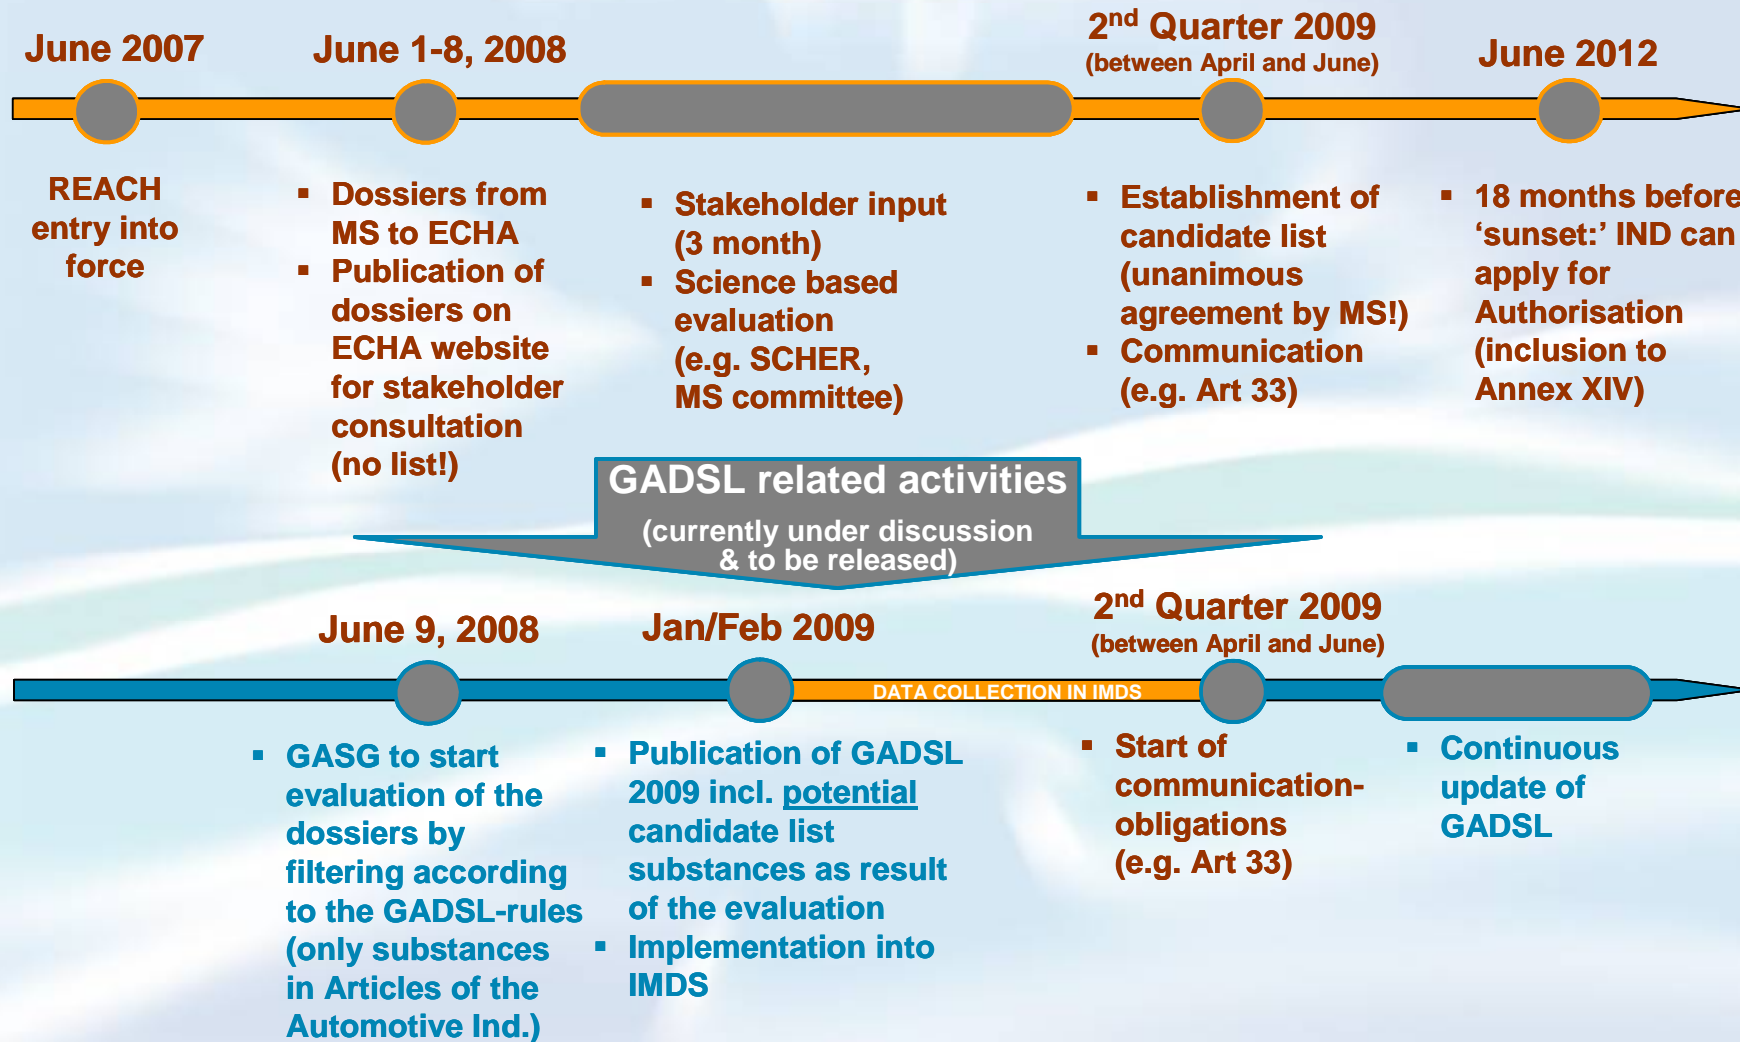 June 2007
June 1-8, 2008
2nd Quarter 2009
(between April and June)
June 2012
REACH
entry into
force
▪ Dossiers from
MS to ECHA
▪ Publication of
dossiers on
ECHA website
for stakeholder
consultation
(no list!)
▪ Stakeholder input
(3 month)
▪ Science based
evaluation
(e.g. SCHER,
MS committee)
▪ Establishment of
candidate list
(unanimous
agreement by MS!)
▪ Communication
(e.g. Art 33)
▪ 18 months before
‘sunset:’ IND can
apply for
Authorisation
(inclusion to
Annex XIV)
GADSL related activities
(currently under discussion
& to be released)
June 9, 2008
Jan/Feb 2009
2nd Quarter 2009
(between April and June)
DATA COLLECTION IN IMDS
▪ GASG to start
evaluation of the
dossiers by
filtering according
to the GADSL-rules
(only substances
in Articles of the
Automotive Ind.)
▪ Publication of GADSL
2009 incl. potential
candidate list
substances as result
of the evaluation
▪ Implementation into
IMDS
▪ Start of
communication-
obligations
(e.g. Art 33)
▪ Continuous
update of
GADSL